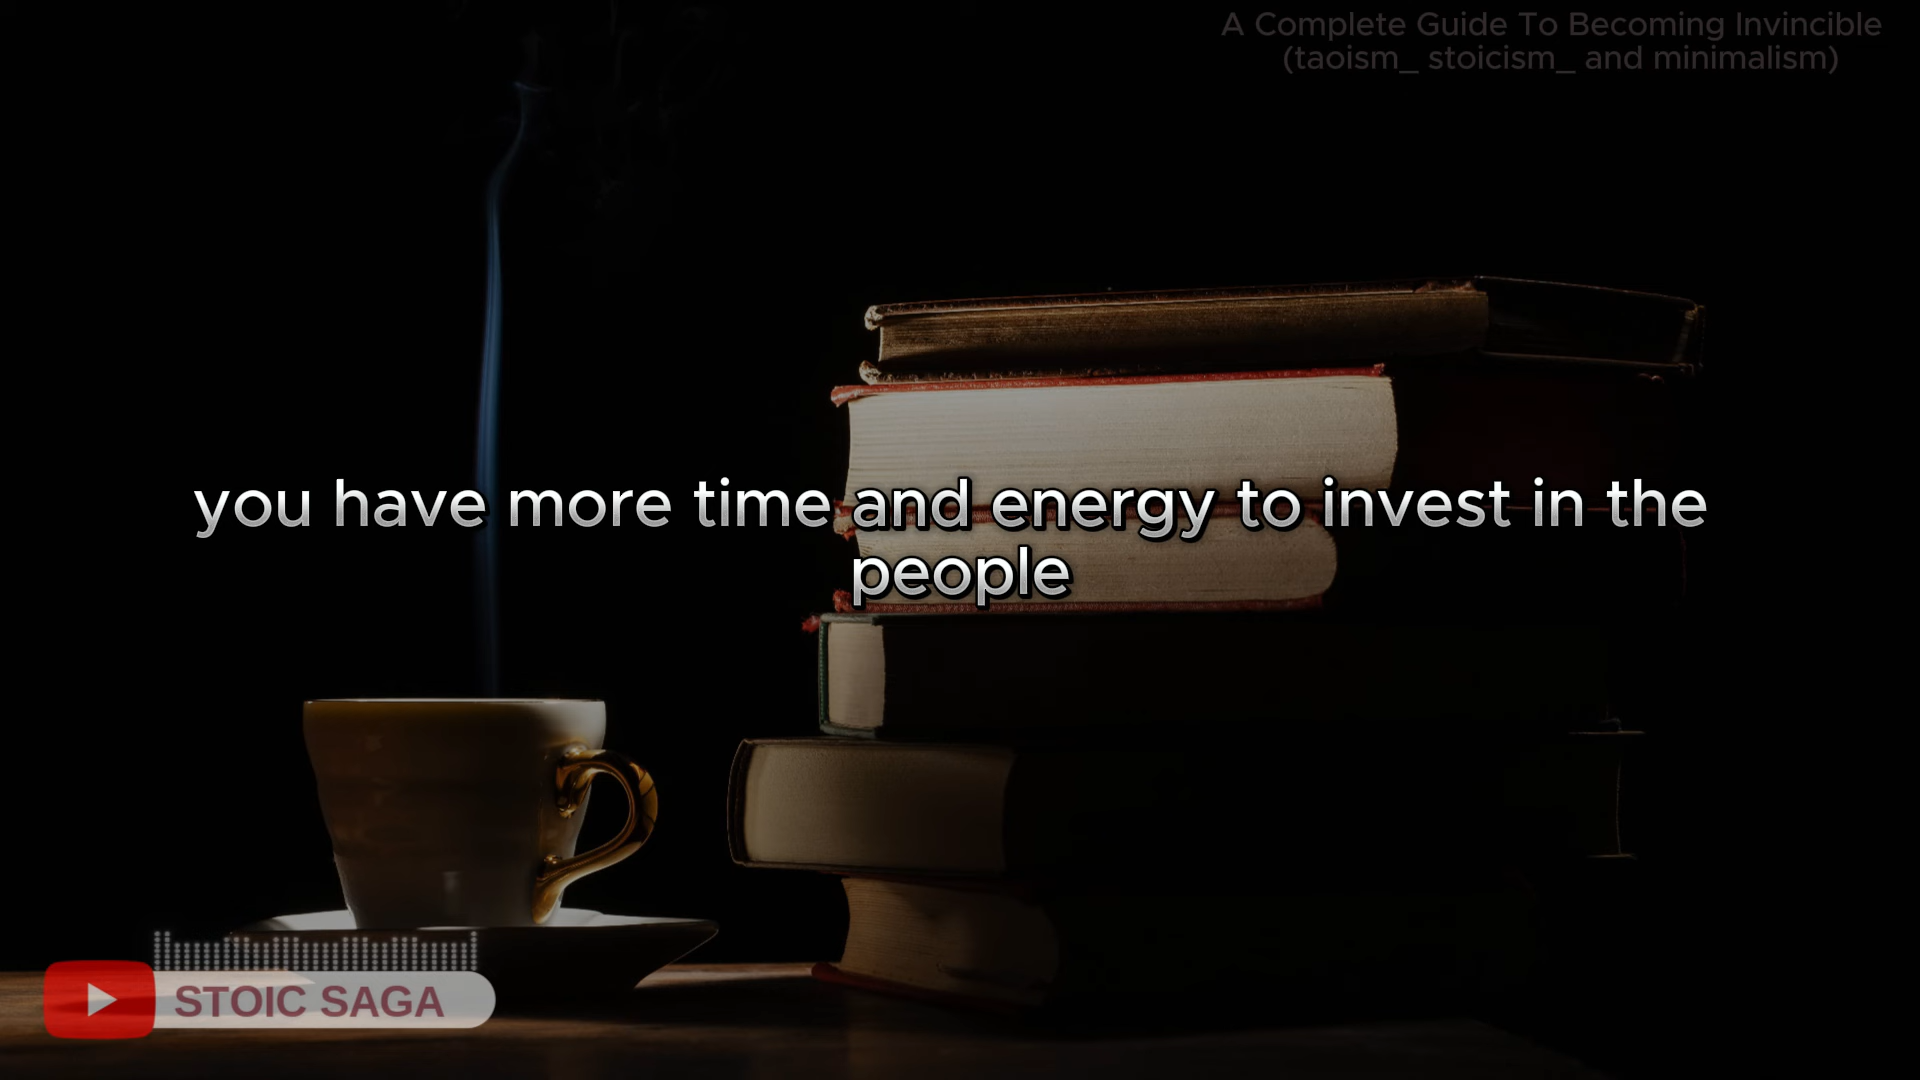 A Complete Guide To Becoming Invincible
(taoism_ stoicism_ and minimalism)
you have more time and energy to invest in the
people
STOIC SAGA